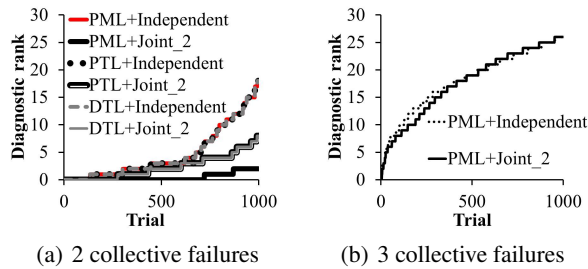 Diagnostic rank
30
25
20
15
10
5
0
PML+Independent
PML+Joint_2
PTL+Independent
PTL+Joint_2
DTL+Independent
DTL+Joint_2
0 500 1000
Trial
(a) 2 collective failures
Diagnostic rank
30
25
20
15
10
5
0
PML+Independent
PML+Joint_2
0 500 1000
Trial
(b) 3 collective failures